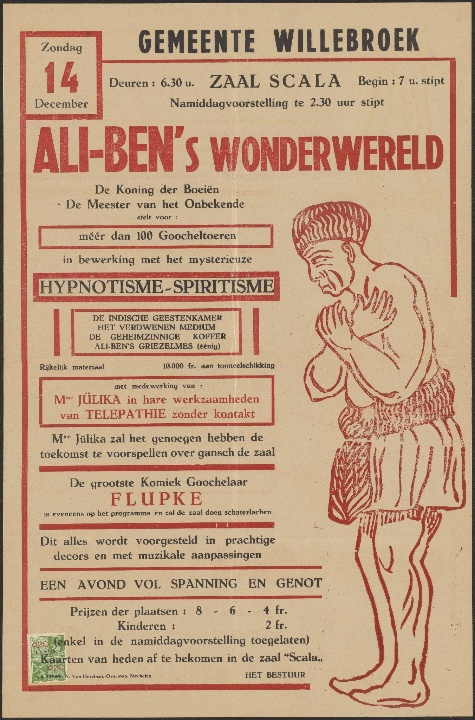 Zondag
14
December
GEMEENTE WILLEBROEK
Deuren : 6.30 u. ZAAL SCALA Begin : 7 u. stipt
Namiddagvoorstelling te 2.30 uur stipt
ALI-BEN's WONDERWERELD
De Koning der Boeiën
De Meester van het Onbekende
stelt voor :
méér dan 100 Goocheltoeren
in bewerking met het mysterieuze
HYPNOTISME-SPIRITISME
DE INDISCHE GEESTENKAMER
HET VERDWENEN MEDIUM
DE GEHEIMZINNIGE KOFFER
ALI-BEN'S GRIEZELMES (éénig)
Rijkelijk materiaal 10.000 fr. aan tooneelschikking
met medewerking van :
Mme JÜLIKA in hare werkzaamheden
van TELEPATHIE zonder kontakt
Mme Jülika zal het genoegen hebben de
toekomst te voorspellen over gansch de zaal
De grootste Komiek Goochelaar
FLUPKE
is eveneens op het programma en zal de zaal doen schaterlachen
Dit alles wordt voorgesteld in prachtige
decors en met muzikale aanpassingen
EEN AVOND VOL SPANNING EN GENOT
Prijzen der plaatsen : 8 - 6 - 4 fr.
Kinderen : 2 fr.
(enkel in de namiddagvoorstelling toegelaten)
Kaarten van heden af te bekomen in de zaal "Scala„
Mechelen HET BESTUUR